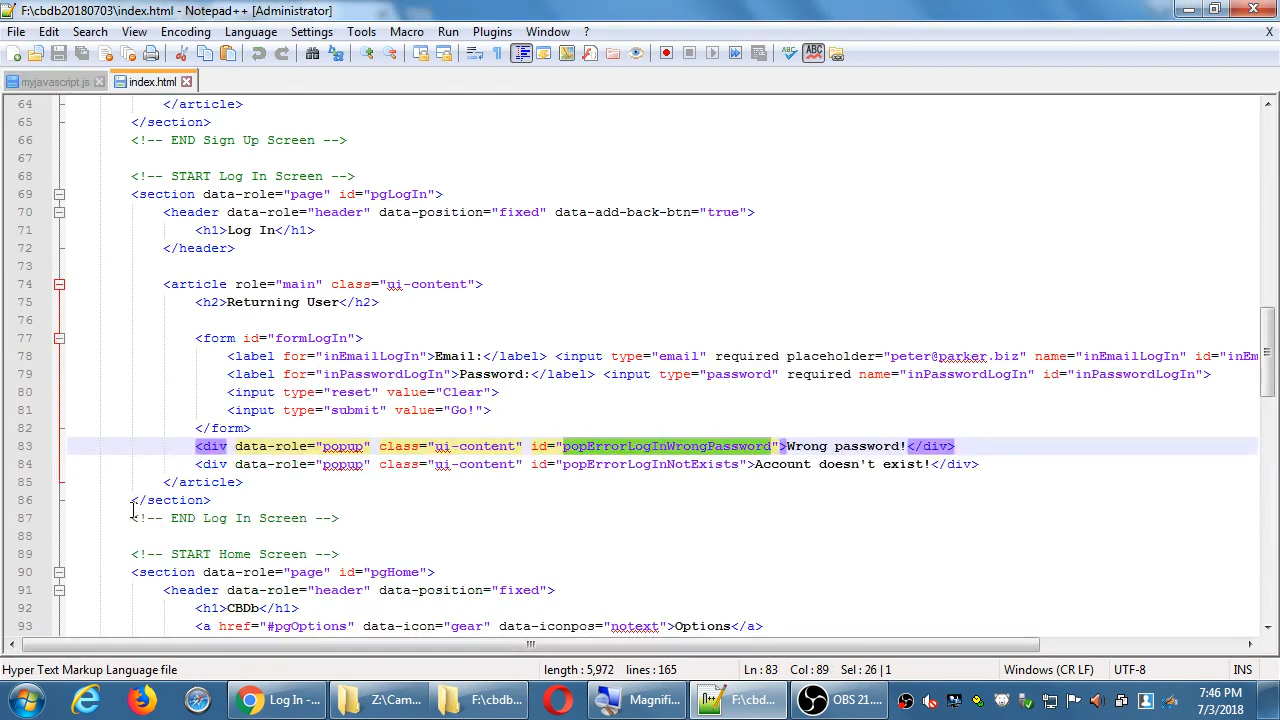 F:\cbdb20180703\index.html - Notepad++ [Administrator]
File Edit Search View Encoding Language Settings Tools Macro Run Plugins Window ? X
myjavascript.js index.html
64 </article>
65 </section>
66 <!-- END Sign Up Screen -->
67
68 <!-- START Log In Screen -->
69 <section data-role="page" id="pgLogIn">
70 <header data-role="header" data-position="fixed" data-add-back-btn="true">
71 <h1>Log In</h1>
72 </header>
73
74 <article role="main" class="ui-content">
75 <h2>Returning User</h2>
76
77 <form id="formLogIn">
78 <label for="inEmailLogIn">Email:</label> <input type="email" required placeholder="peter@parker.biz" name="inEmailLogIn" id="inEm
79 <label for="inPasswordLogIn">Password:</label> <input type="password" required name="inPasswordLogIn" id="inPasswordLogIn">
80 <input type="reset" value="Clear">
81 <input type="submit" value="Go!">
82 </form>
83 <div data-role="popup" class="ui-content" id="popErrorLogInWrongPassword">Wrong password!</div>
84 <div data-role="popup" class="ui-content" id="popErrorLogInNotExists">Account doesn't exist!</div>
85 </article>
86 </section>
87 <!-- END Log In Screen -->
88
89 <!-- START Home Screen -->
90 <section data-role="page" id="pgHome">
91 <header data-role="header" data-position="fixed">
92 <h1>CBDb</h1>
93 <a href="#pgOptions" data-icon="gear" data-iconpos="notext">Options</a>
Hyper Text Markup Language file length : 5,972 lines : 165 Ln : 83 Col : 89 Sel : 26 | 1 Windows (CR LF) UTF-8 INS
Log In -... Z:\Cam... F:\cbdb... Magnifi... F:\cbd... OBS 21.... 7:46 PM
7/3/2018